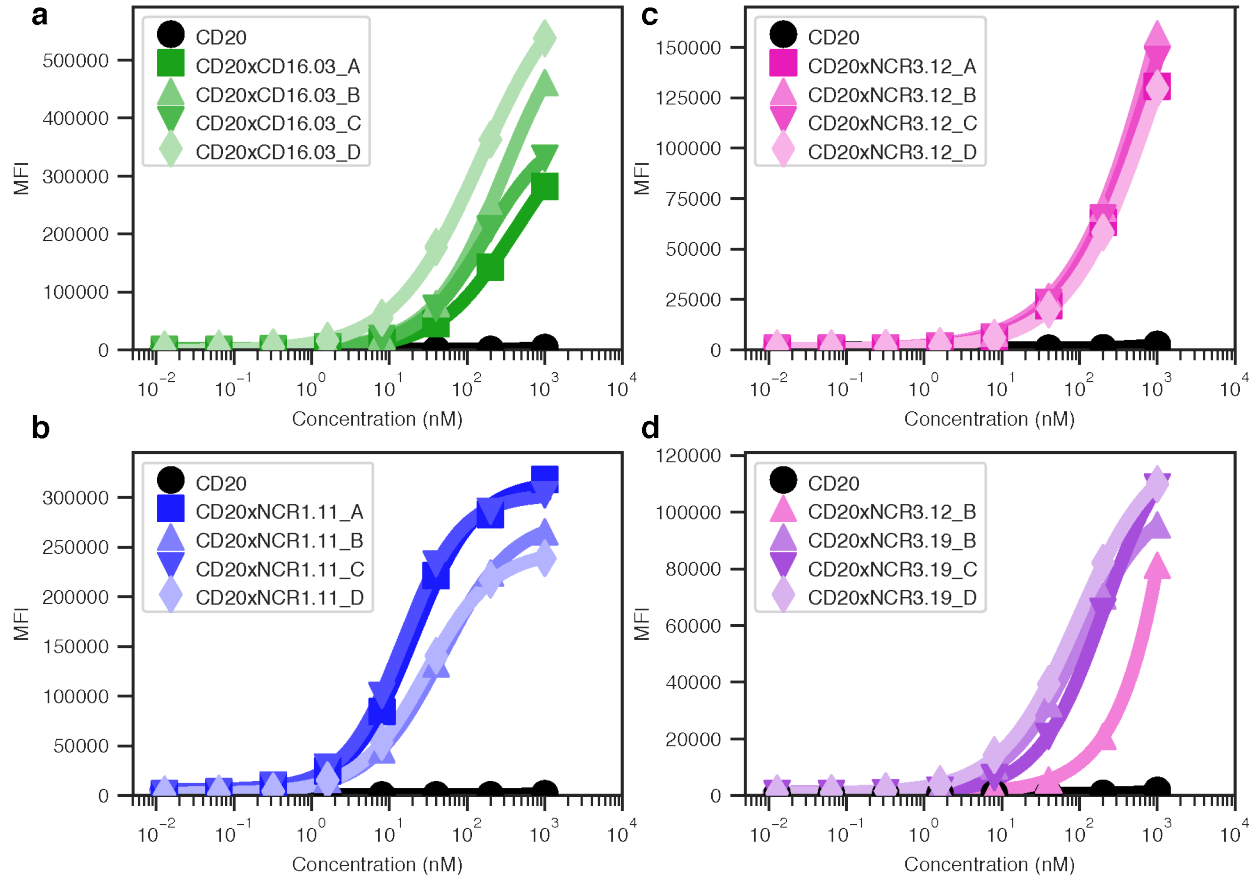 a
CD20
CD20xCD16.03_A
CD20xCD16.03_B
CD20xCD16.03_C
CD20xCD16.03_D
500000
400000
300000
200000
100000
0
MFI
10⁻² 10⁻¹ 10⁰ 10¹ 10² 10³ 10⁴
Concentration (nM)
c
CD20
CD20xNCR3.12_A
CD20xNCR3.12_B
CD20xNCR3.12_C
CD20xNCR3.12_D
150000
125000
100000
75000
50000
25000
0
MFI
10⁻² 10⁻¹ 10⁰ 10¹ 10² 10³ 10⁴
Concentration (nM)
b
CD20
CD20xNCR1.11_A
CD20xNCR1.11_B
CD20xNCR1.11_C
CD20xNCR1.11_D
300000
250000
200000
150000
100000
50000
0
MFI
10⁻² 10⁻¹ 10⁰ 10¹ 10² 10³ 10⁴
Concentration (nM)
d
CD20
CD20xNCR3.12_B
CD20xNCR3.19_B
CD20xNCR3.19_C
CD20xNCR3.19_D
120000
100000
80000
60000
40000
20000
0
MFI
10⁻² 10⁻¹ 10⁰ 10¹ 10² 10³ 10⁴
Concentration (nM)